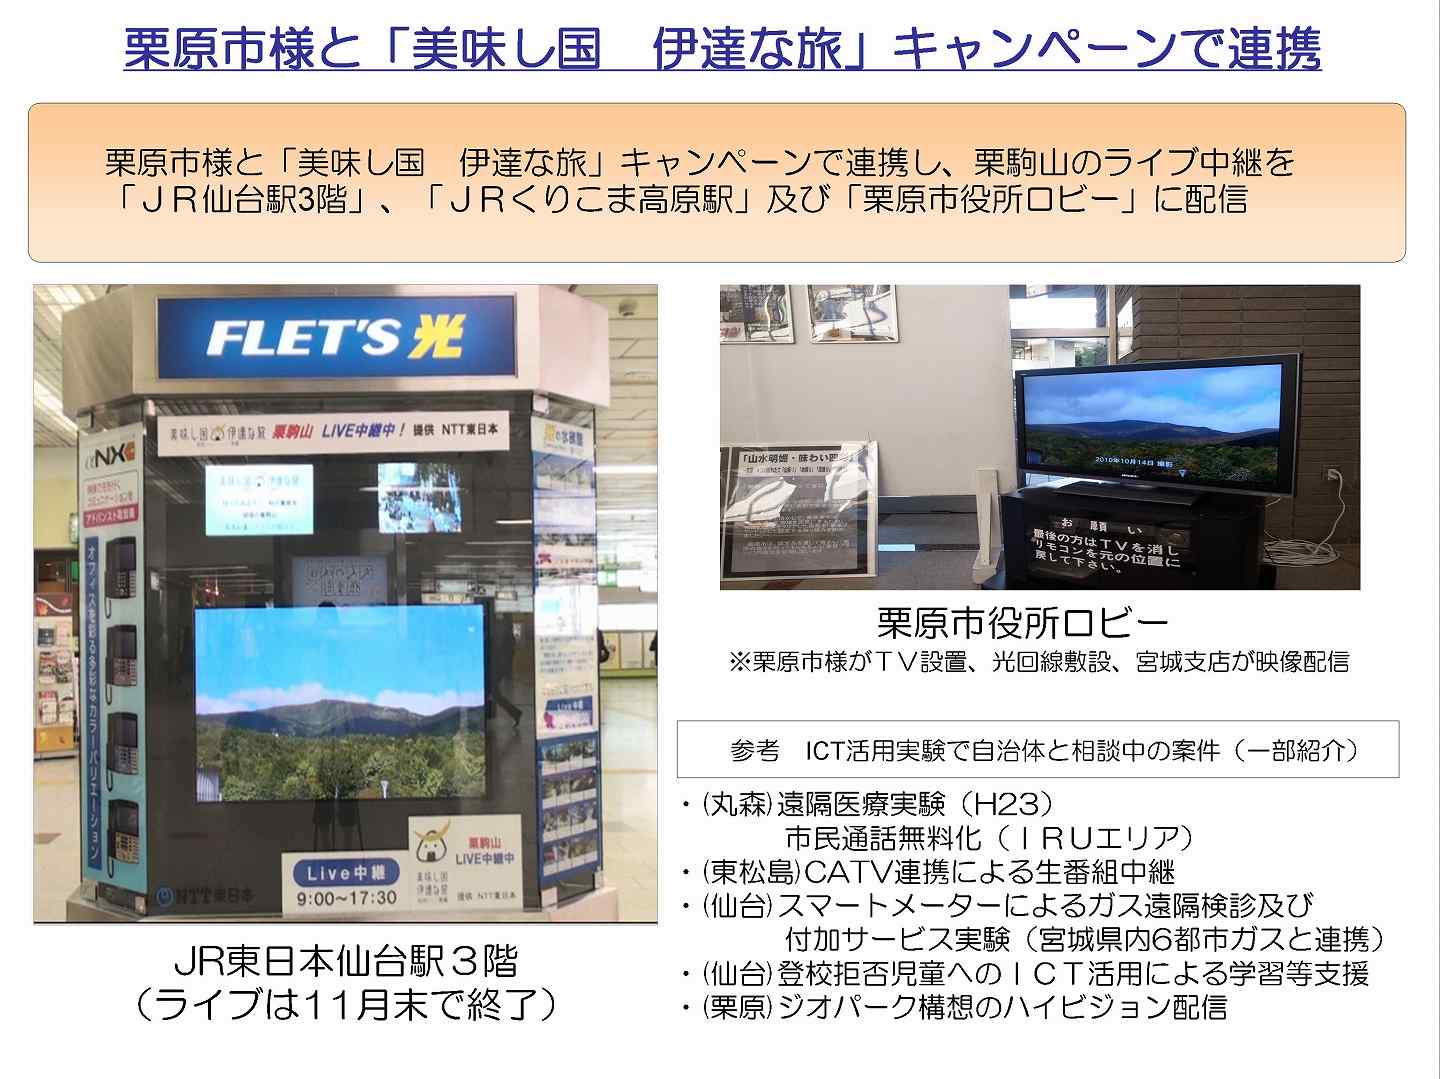 栗原市様と「美味し国　伊達な旅」キャンペーンで連携
栗原市様と「美味し国　伊達な旅」キャンペーンで連携し、栗駒山のライブ中継を
「ＪＲ仙台駅3階」、「ＪＲくりこま高原駅」及び「栗原市役所ロビー」に配信
FLET'S 光
美味し国 伊達な旅 栗駒山 LIVE中継中！ 提供 NTT東日本
αNX
アドバンスト電話機
オフィスを彩る多彩なカラーバリエーション
Live中継
9:00～17:30
栗駒山
LIVE中継中
美味し国
伊達な旅
提供 NTT東日本
NTT東日本
JR東日本仙台駅３階
（ライブは11月末で終了）
「山水明媚・味わい
2010年10月14日 撮影
お願い
最後の方はＴＶを消し
リモコンを元の位置に
戻して下さい。
栗原市役所ロビー
※栗原市様がＴＶ設置、光回線敷設、宮城支店が映像配信
参考　ICT活用実験で自治体と相談中の案件（一部紹介）
・(丸森)遠隔医療実験（H23）
市民通話無料化（ＩＲＵエリア）
・(東松島)CATV連携による生番組中継
・(仙台)スマートメーターによるガス遠隔検診及び
付加サービス実験（宮城県内6都市ガスと連携）
・(仙台)登校拒否児童へのＩＣＴ活用による学習等支援
・(栗原)ジオパーク構想のハイビジョン配信